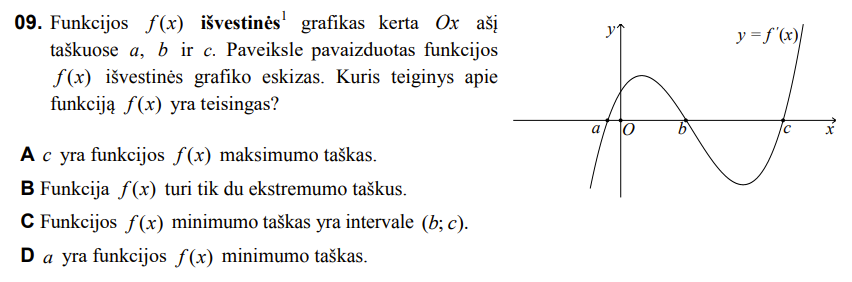 09. Funkcijos f(x) išvestinės¹ grafikas kerta Ox ašį
taškuose a, b ir c. Paveiksle pavaizduotas funkcijos
f(x) išvestinės grafiko eskizas. Kuris teiginys apie
funkciją f(x) yra teisingas?
A c yra funkcijos f(x) maksimumo taškas.
B Funkcija f(x) turi tik du ekstremumo taškus.
C Funkcijos f(x) minimumo taškas yra intervale (b; c).
D a yra funkcijos f(x) minimumo taškas.
y
y = f'(x)
a
O
b
c
x